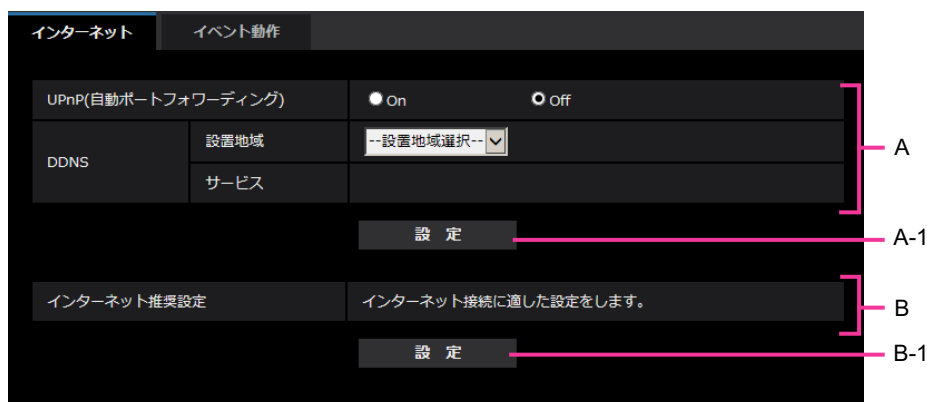 インターネット イベント動作
UPnP(自動ポートフォワーディング) On Off
DDNS 設置地域 --設置地域選択--
サービス
A
設 定
A-1
インターネット推奨設定 インターネット接続に適した設定をします。
B
設 定
B-1